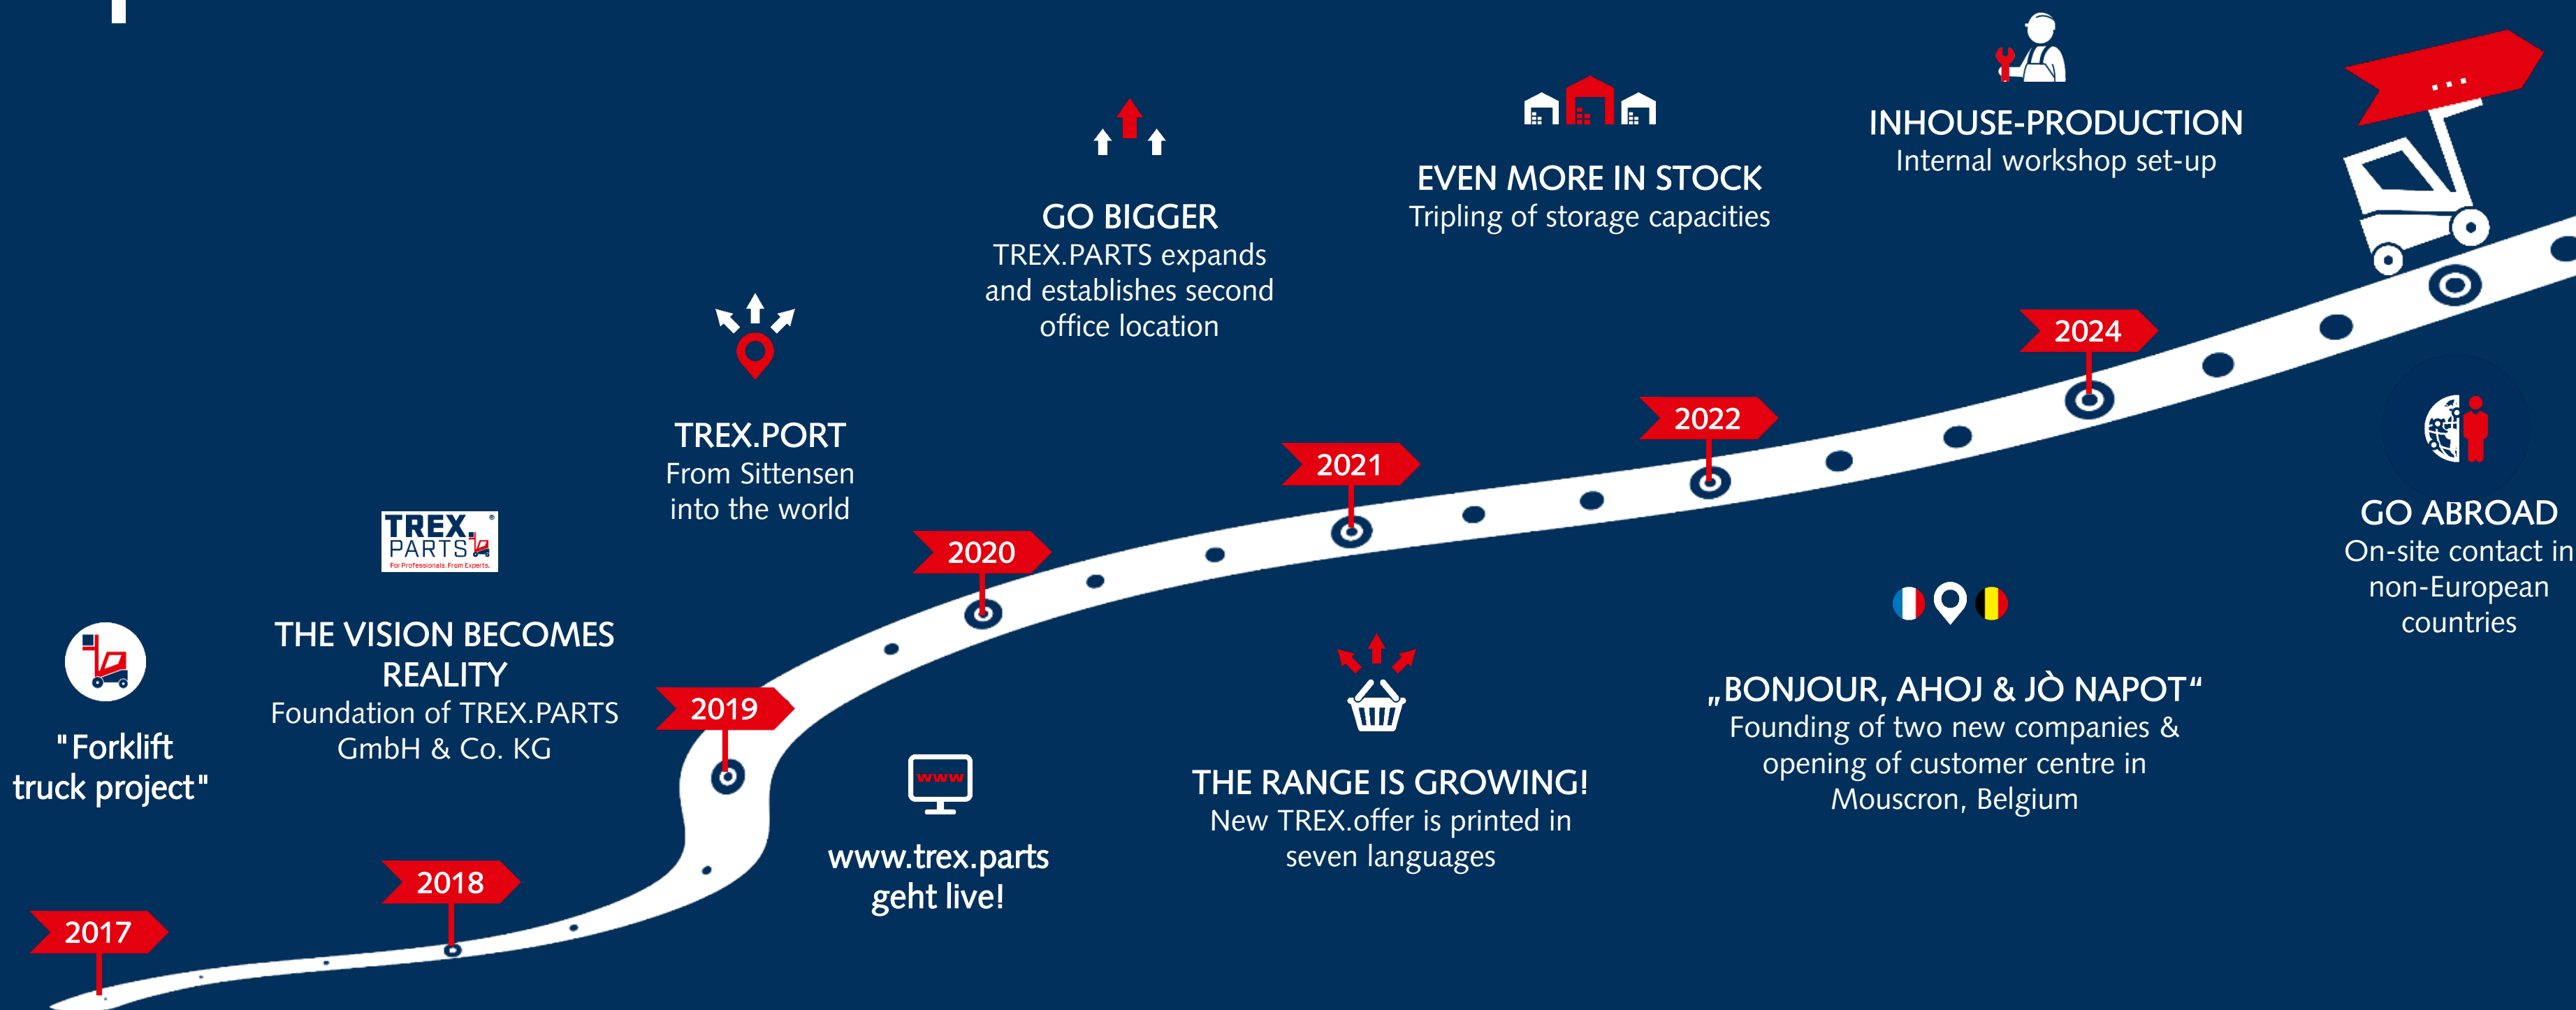 "Forklift
truck project"
2017
TREX.®
PARTS
For Professionals. From Experts.
THE VISION BECOMES
REALITY
Foundation of TREX.PARTS
GmbH & Co. KG
2018
TREX.PORT
From Sittensen
into the world
2019
www
www.trex.parts
geht live!
2020
GO BIGGER
TREX.PARTS expands
and establishes second
office location
THE RANGE IS GROWING!
New TREX.offer is printed in
seven languages
2021
EVEN MORE IN STOCK
Tripling of storage capacities
2022
„BONJOUR, AHOJ & JÒ NAPOT“
Founding of two new companies &
opening of customer centre in
Mouscron, Belgium
INHOUSE-PRODUCTION
Internal workshop set-up
2024
...
GO ABROAD
On-site contact in
non-European
countries